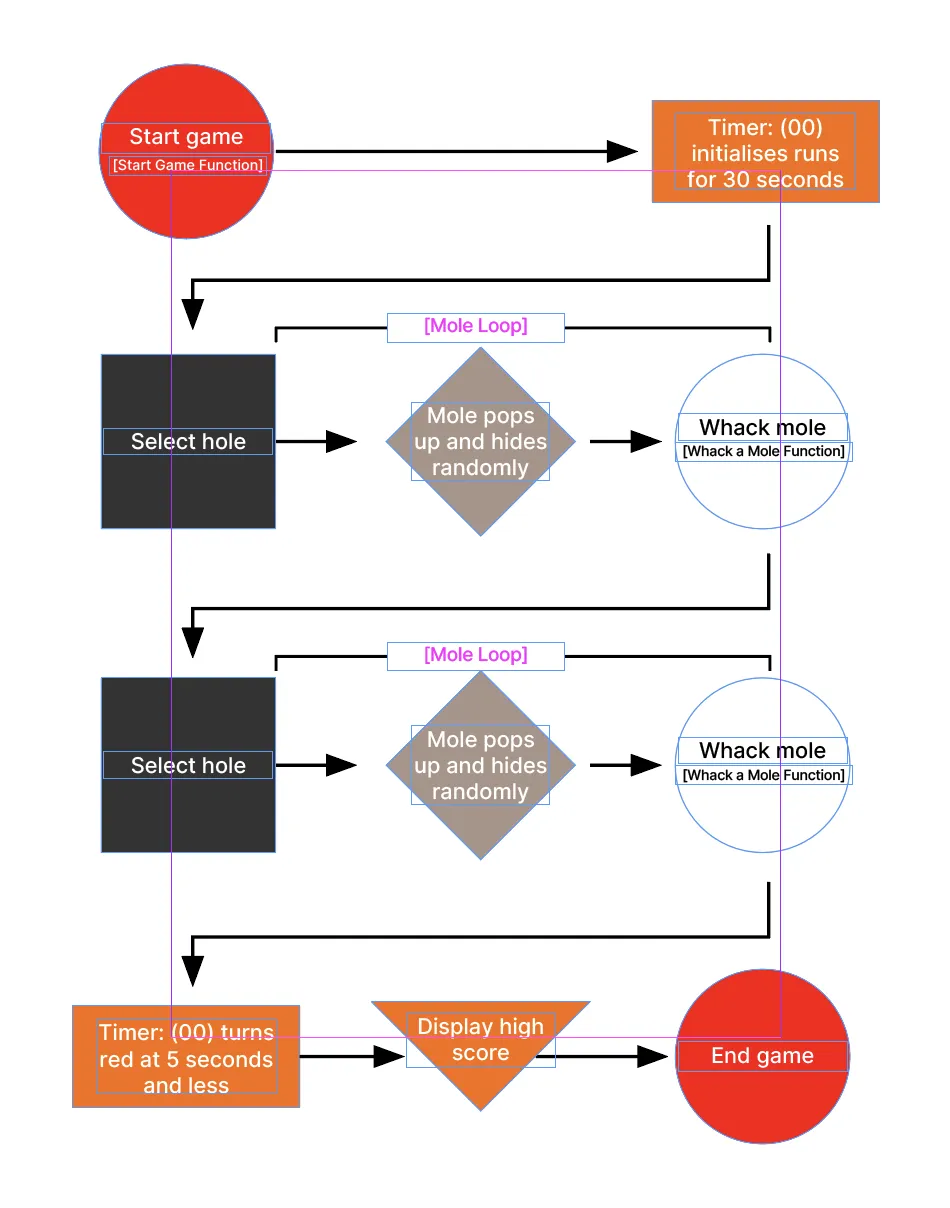 Start game
[Start Game Function]
Timer: (00)
initialises runs
for 30 seconds
[Mole Loop]
Select hole
Mole pops
up and hides
randomly
Whack mole
[Whack a Mole Function]
[Mole Loop]
Select hole
Mole pops
up and hides
randomly
Whack mole
[Whack a Mole Function]
Timer: (00) turns
red at 5 seconds
and less
Display high
score
End game